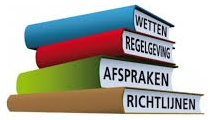 WETTEN
REGELGEVING
AFSPRAKEN
RICHTLIJNEN